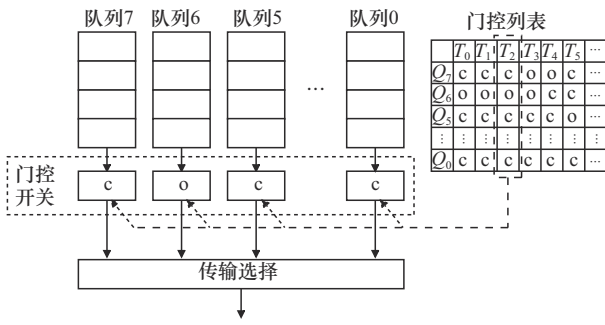 队列7 队列6 队列5 队列0 门控列表
T0 T1 T2 T3 T4 T5 ⋯
Q7 c c c o o c ⋯
Q6 o o o o c c ⋯
Q5 c c c c c o ⋯
⋯
⋮ ⋮ ⋮ ⋮ ⋮ ⋮ ⋮
Q0 c c c c c c ⋯
门控
开关
c o c c
传输选择